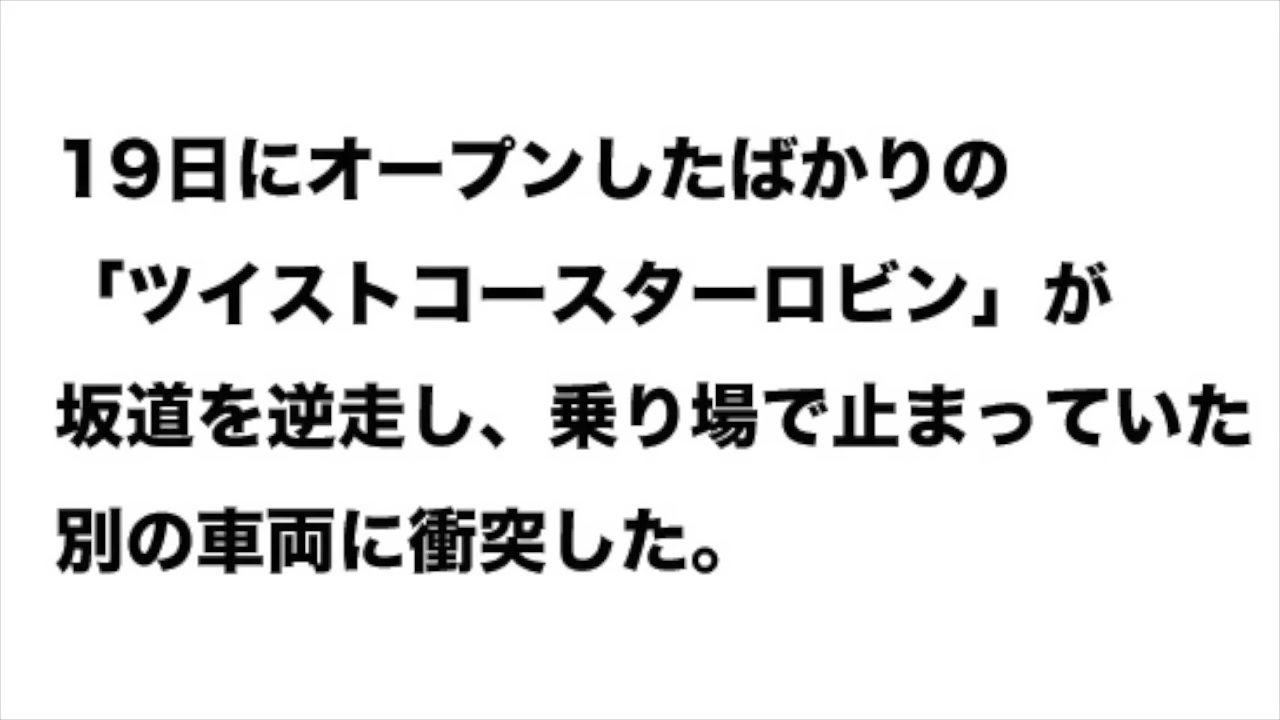 19日にオープンしたばかりの
「ツイストコースターロビン」が
坂道を逆走し、乗り場で止まっていた
別の車両に衝突した。